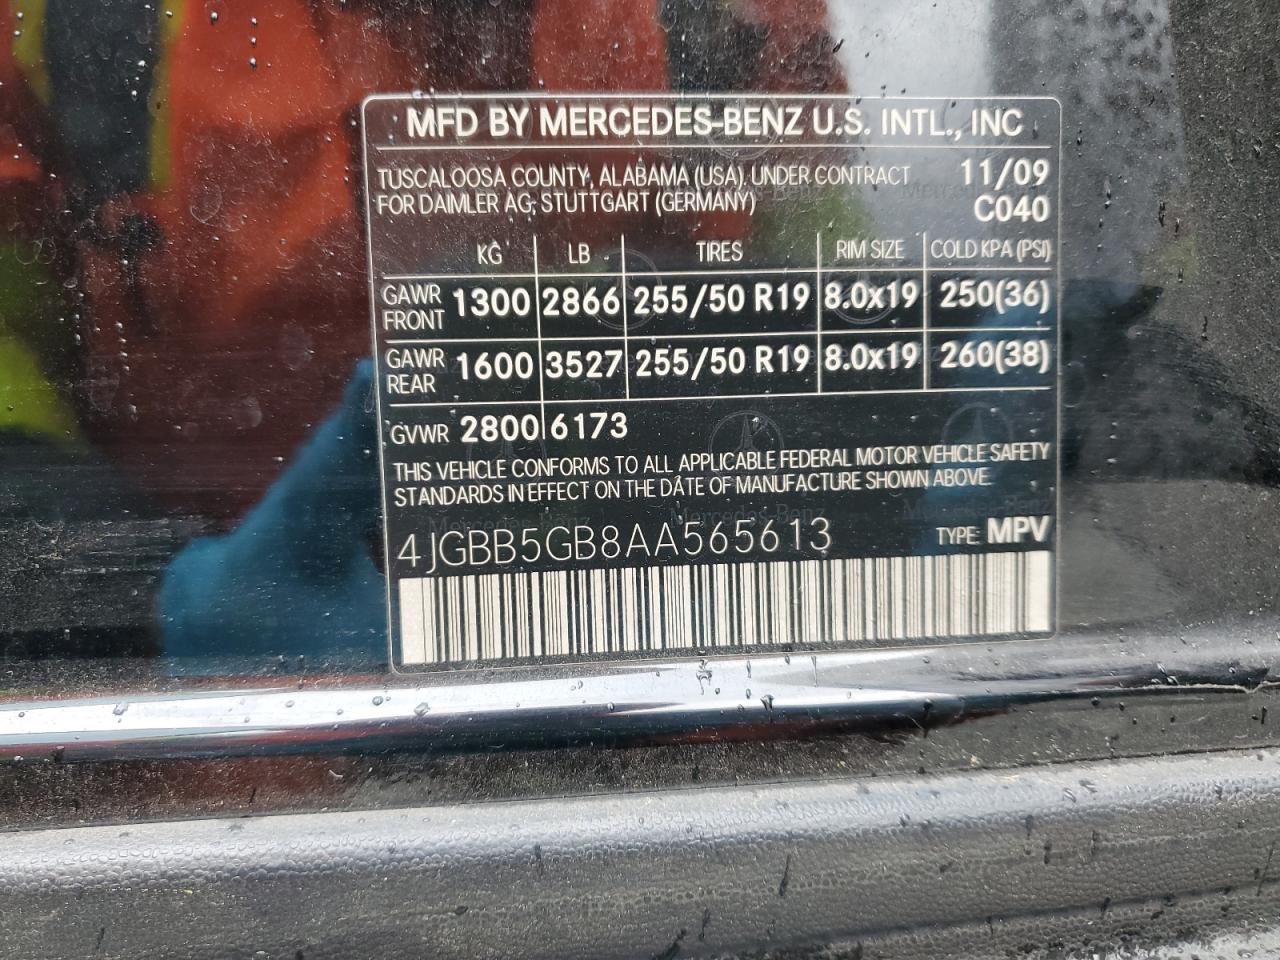 MFD BY MERCEDES-BENZ U.S. INTL., INC
TUSCALOOSA COUNTY, ALABAMA (USA), UNDER CONTRACT 11/09
FOR DAIMLER AG, STUTTGART (GERMANY) C040
KG LB TIRES RIM SIZE COLD KPA (PSI)
GAWR FRONT 1300 2866 255/50 R19 8.0x19 250(36)
GAWR REAR 1600 3527 255/50 R19 8.0x19 260(38)
GVWR 2800 6173
THIS VEHICLE CONFORMS TO ALL APPLICABLE FEDERAL MOTOR VEHICLE SAFETY
STANDARDS IN EFFECT ON THE DATE OF MANUFACTURE SHOWN ABOVE.
4JGBB5GB8AA565613 TYPE: MPV